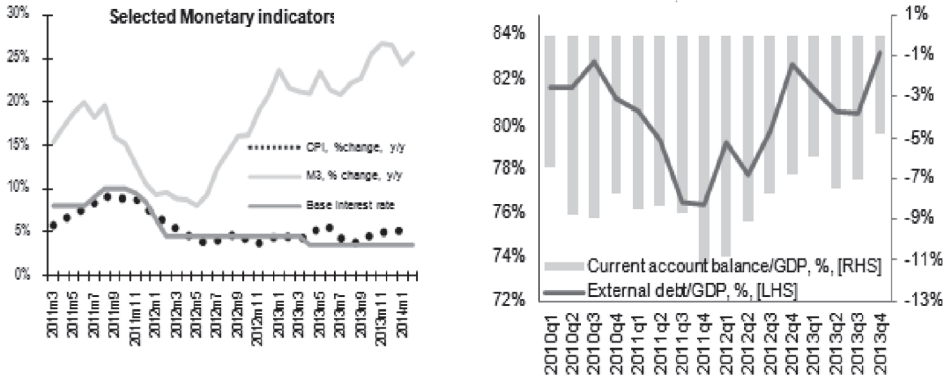 Selected Monetary indicators
30%
25%
20%
15%
10%
5%
0%
CPI, %change, y/y
M3, % change, y/y
Base interest rate
2011m3
2011m5
2011m7
2011m9
2011m11
2012m1
2012m3
2012m5
2012m7
2012m9
2012m11
2013m1
2013m3
2013m5
2013m7
2013m9
2013m11
2014m1
84%
82%
80%
78%
76%
74%
72%
1%
-1%
-3%
-5%
-7%
-9%
-11%
-13%
Current account balance/GDP, %, [RHS]
External debt/GDP, %, [LHS]
2010q1
2010q2
2010q3
2010q4
2011q1
2011q2
2011q3
2011q4
2012q1
2012q2
2012q3
2012q4
2013q1
2013q2
2013q3
2013q4